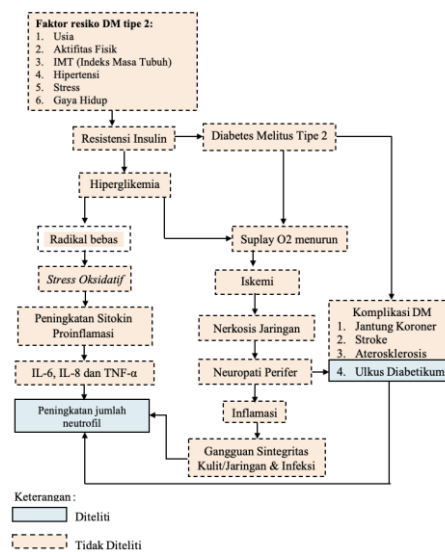 Faktor resiko DM tipe 2:
1. Usia
2. Aktifitas Fisik
3. IMT (Indeks Masa Tubuh)
4. Hipertensi
5. Stress
6. Gaya Hidup
Resistensi Insulin
Diabetes Melitus Tipe 2
Hiperglikemia
Radikal bebas
Suplay O2 menurun
Stress Oksidatif
Iskemi
Peningkatan Sitokin
Proinflamasi
Nerkosis Jaringan
Komplikasi DM
1. Jantung Koroner
2. Stroke
3. Aterosklerosis
4. Ulkus Diabetikum
IL-6, IL-8 dan TNF-α
Neuropati Perifer
Peningkatan jumlah
neutrofil
Inflamasi
Gangguan Sintegritas
Kulit/Jaringan & Infeksi
Keterangan :
Diteliti
Tidak Diteliti